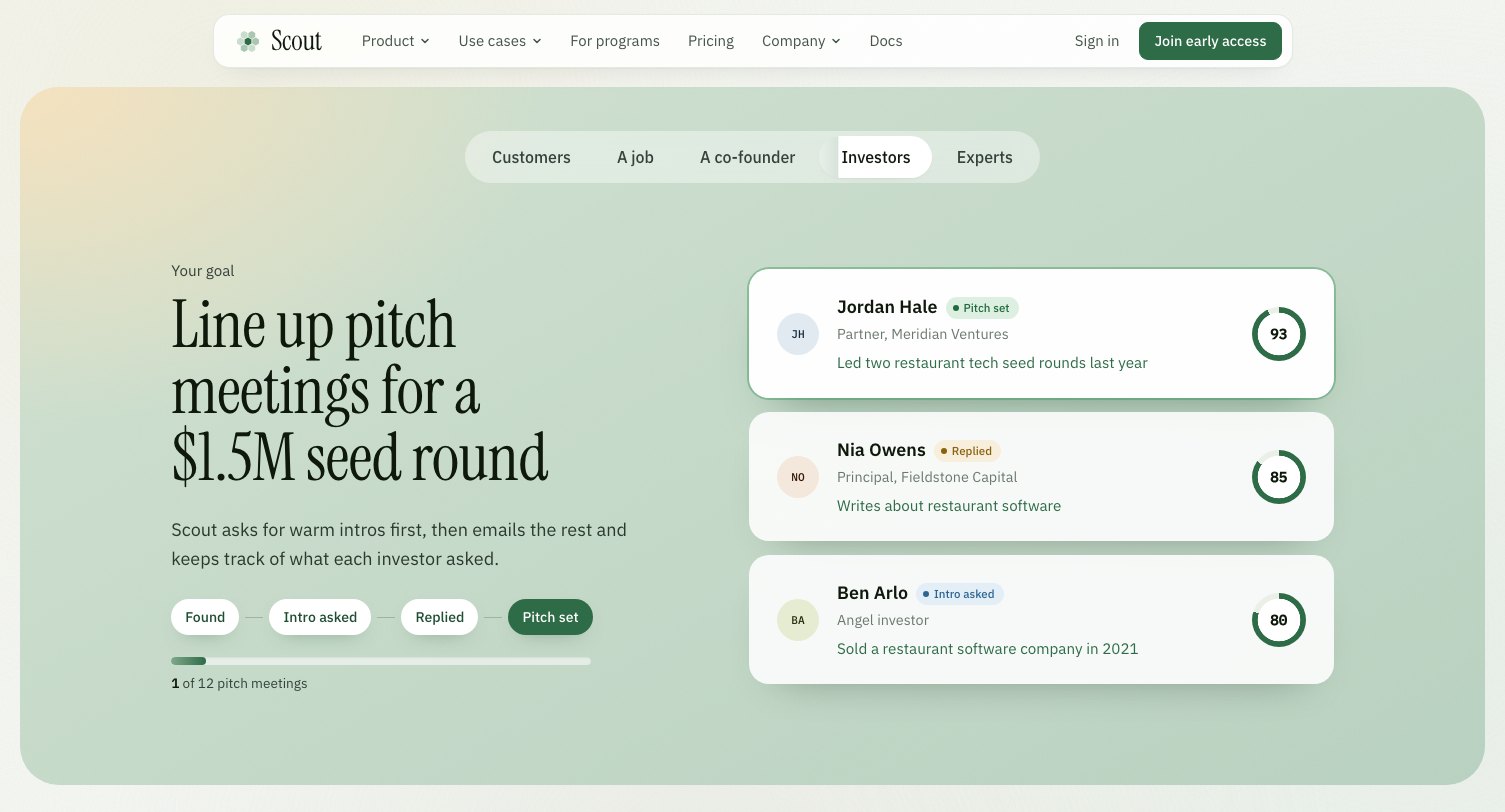 Scout
Product
Use cases
For programs
Pricing
Company
Docs
Sign in
Join early access
Customers
A job
A co-founder
Investors
Experts
Your goal
Line up pitch
meetings for a
$1.5M seed round
Scout asks for warm intros first, then emails the rest and
keeps track of what each investor asked.
Found
Intro asked
Replied
Pitch set
1 of 12 pitch meetings
JH
Jordan Hale
Pitch set
Partner, Meridian Ventures
Led two restaurant tech seed rounds last year
93
NO
Nia Owens
Replied
Principal, Fieldstone Capital
Writes about restaurant software
85
BA
Ben Arlo
Intro asked
Angel investor
Sold a restaurant software company in 2021
80